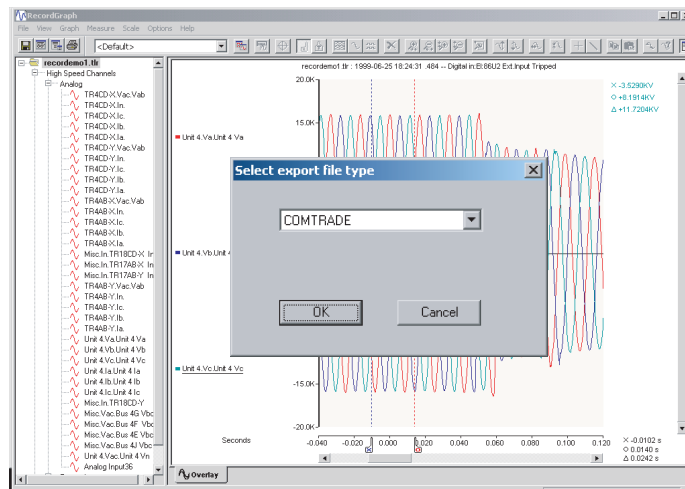 RecordGraph
File View Graph Measure Scale Options Help
<Default>
recordemo1.tlr
High Speed Channels
Analog
TR4CD-X.Vac.Vab
TR4CD-X.In.
TR4CD-X.Ic.
TR4CD-X.Ib.
TR4CD-X.Ia.
TR4CD-Y.Vac.Vab
TR4CD-Y.In.
TR4CD-Y.Ic.
TR4CD-Y.Ib.
TR4CD-Y.Ia.
TR4AB-X.Vac.Vab
TR4AB-X.In.
TR4AB-X.Ic.
TR4AB-X.Ib.
TR4AB-X.Ia.
Misc.In.TR18CD-X In
Misc.In.TR17AB-X In
Misc.In.TR17AB-Y In
TR4AB-Y.Vac.Vab
TR4AB-Y.In.
TR4AB-Y.Ic.
TR4AB-Y.Ib.
TR4AB-Y.Ia.
Unit 4.Va.Unit 4 Va
Unit 4.Vb.Unit 4 Vb
Unit 4.Vc.Unit 4 Vc
Unit 4.Ia.Unit 4 Ia
Unit 4.Ib.Unit 4 Ib
Unit 4.Ic.Unit 4 Ic
Misc.In.TR18CD-Y
Misc.Vac.Bus 4G Vbc
Misc.Vac.Bus 4F Vbc
Misc.Vac.Bus 4E Vbc
Misc.Vac.Bus 4J Vbc
Unit 4.Vac.Unit 4 Vn
Analog Input36
recordemo1.tlr : 1999-06-25 18:24:31 .484 -- Digital in:El:86U2 Ext.Input Tripped
20.0K
15.0K
-15.0K
-20.0K
Unit 4.Va.Unit 4 Va
Unit 4.Vb.Unit 4
Unit 4.Vc.Unit 4 Vc
× -3.5290KV
○ +8.1914KV
△ +11.7204KV
Select export file type
COMTRADE
OK
Cancel
Seconds
-0.040 -0.020 0.000 0.020 0.040 0.060 0.080 0.100 0.120
× -0.0102 s
○ 0.0140 s
△ 0.0242 s
Overlay